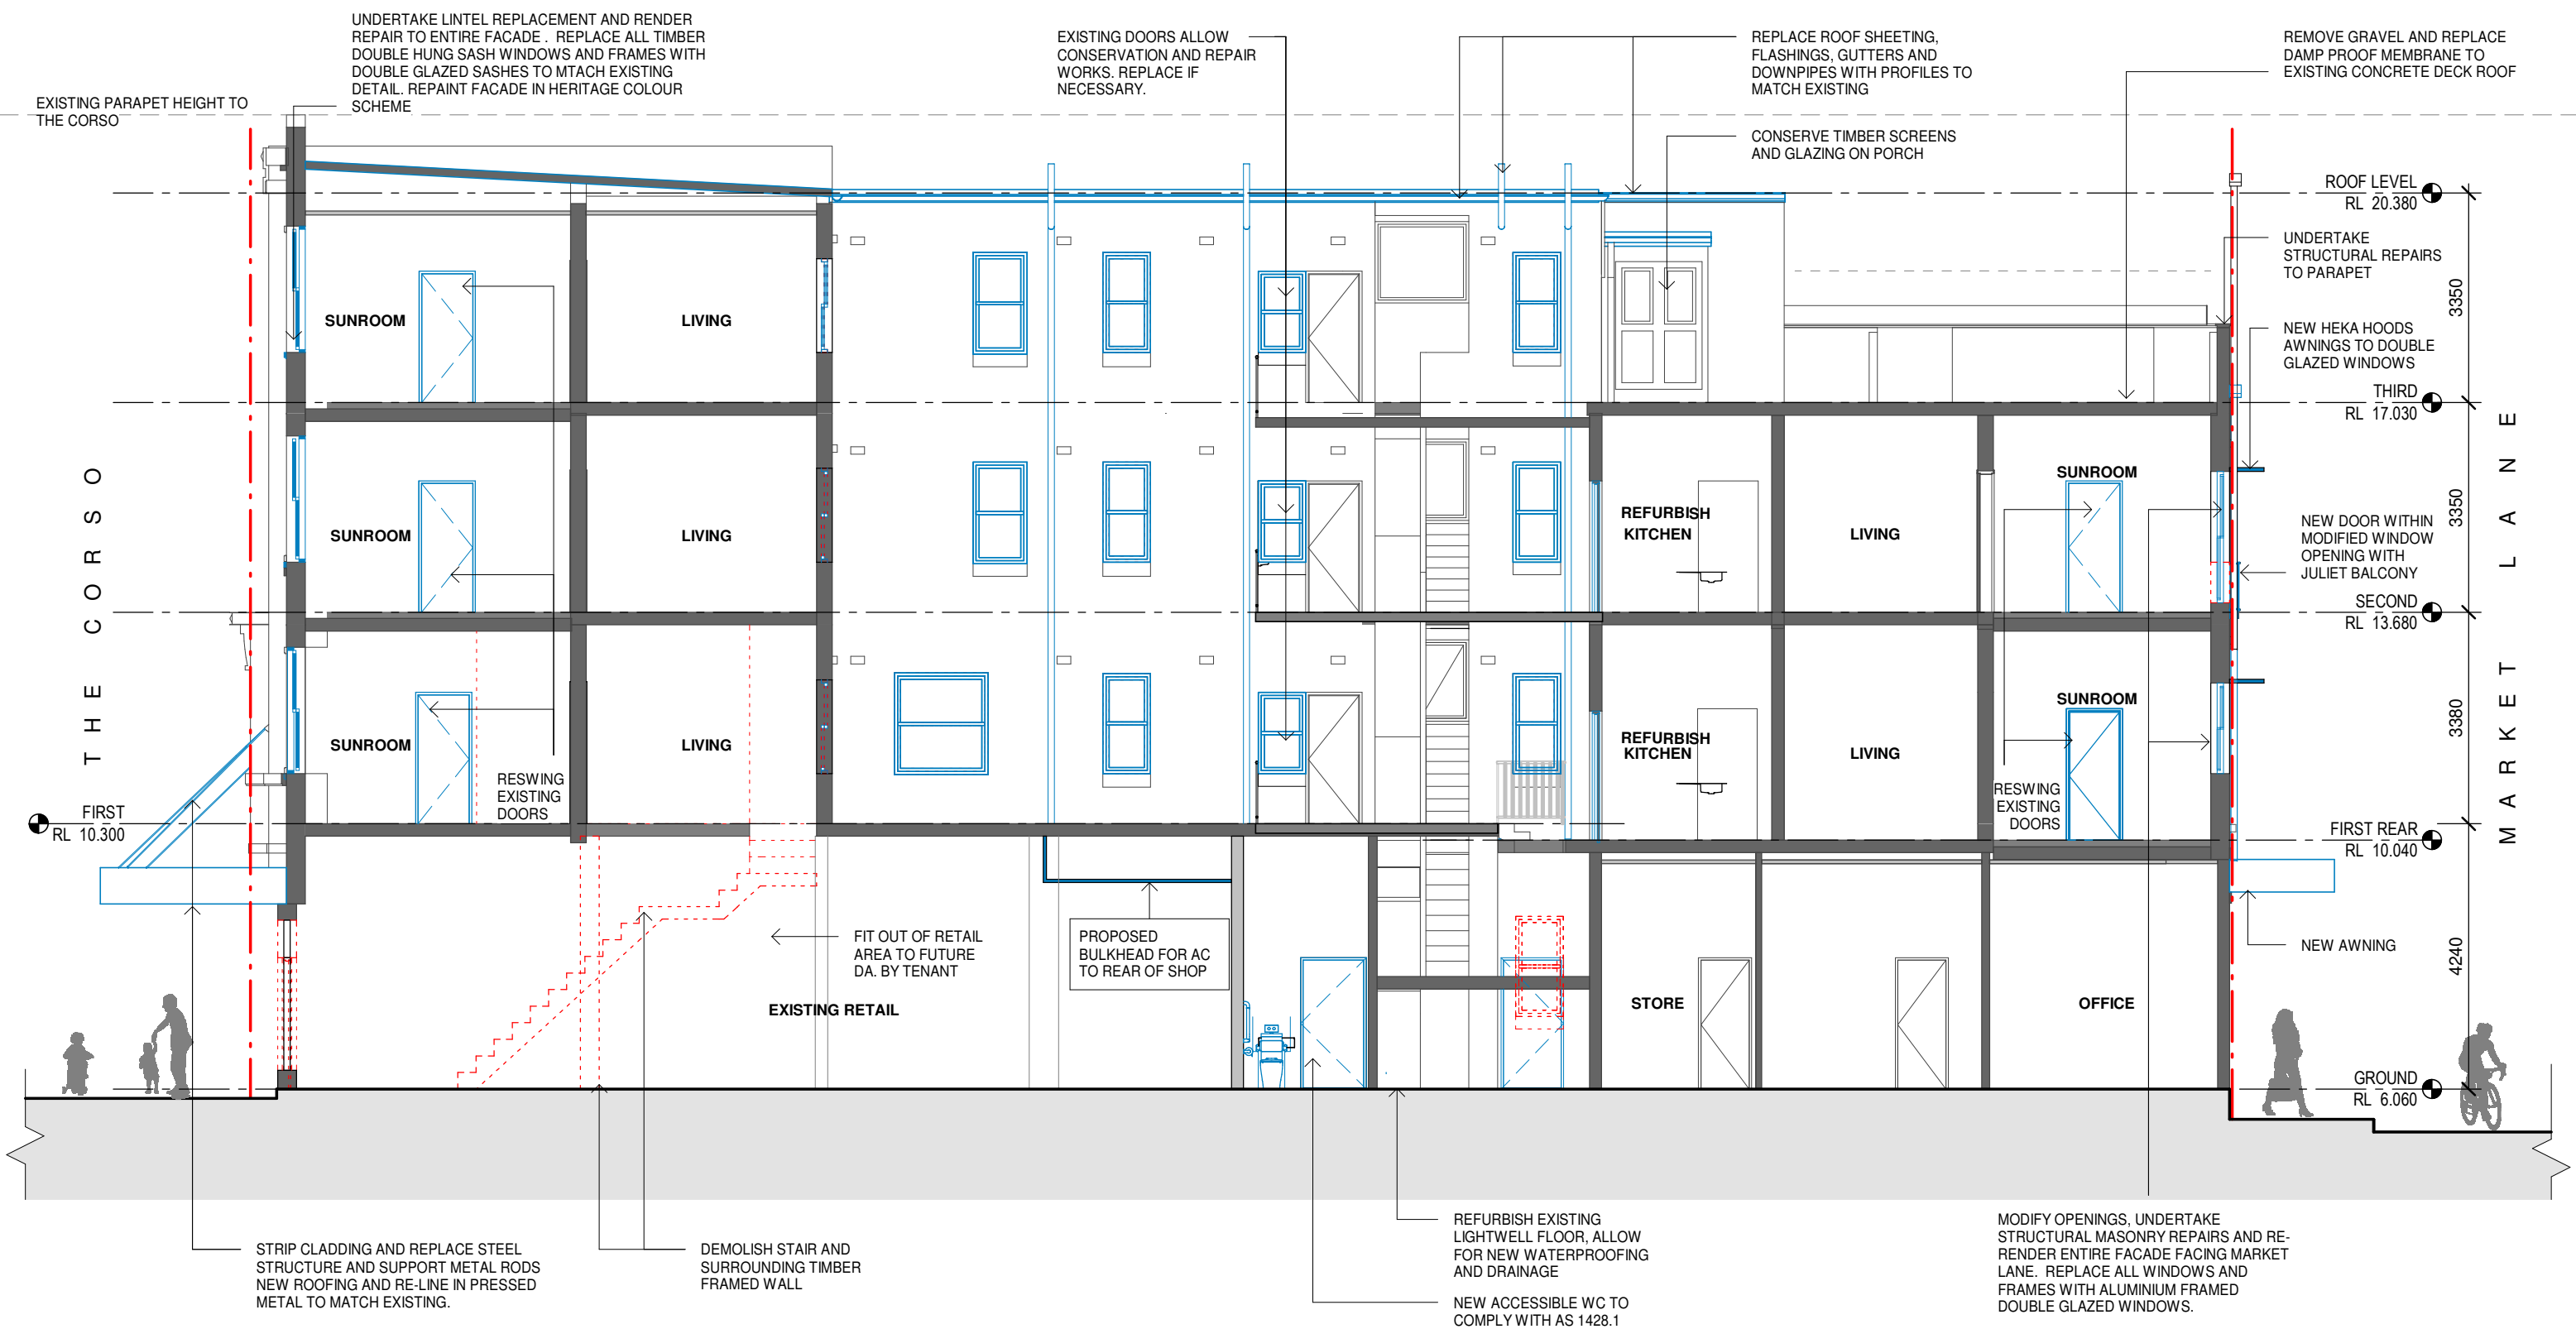 UNDERTAKE LINTEL REPLACEMENT AND RENDER
REPAIR TO ENTIRE FACADE . REPLACE ALL TIMBER
DOUBLE HUNG SASH WINDOWS AND FRAMES WITH
DOUBLE GLAZED SASHES TO MTACH EXISTING
DETAIL. REPAINT FACADE IN HERITAGE COLOUR
SCHEME
EXISTING PARAPET HEIGHT TO
THE CORSO
EXISTING DOORS ALLOW
CONSERVATION AND REPAIR
WORKS. REPLACE IF
NECESSARY.
REPLACE ROOF SHEETING,
FLASHINGS, GUTTERS AND
DOWNPIPES WITH PROFILES TO
MATCH EXISTING
CONSERVE TIMBER SCREENS
AND GLAZING ON PORCH
REMOVE GRAVEL AND REPLACE
DAMP PROOF MEMBRANE TO
EXISTING CONCRETE DECK ROOF
ROOF LEVEL
RL 20.380
UNDERTAKE
STRUCTURAL REPAIRS
TO PARAPET
3350
NEW HEKA HOODS
AWNINGS TO DOUBLE
GLAZED WINDOWS
THIRD
RL 17.030
SUNROOM
LIVING
THE CORSO
SUNROOM
LIVING
REFURBISH
KITCHEN
LIVING
SUNROOM
3350
MARKET LANE
NEW DOOR WITHIN
MODIFIED WINDOW
OPENING WITH
JULIET BALCONY
SECOND
RL 13.680
SUNROOM
LIVING
REFURBISH
KITCHEN
LIVING
SUNROOM
3380
RESWING
EXISTING
DOORS
RESWING
EXISTING
DOORS
FIRST
RL 10.300
FIRST REAR
RL 10.040
FIT OUT OF RETAIL
AREA TO FUTURE
DA. BY TENANT
PROPOSED
BULKHEAD FOR AC
TO REAR OF SHOP
NEW AWNING
4240
EXISTING RETAIL
STORE
OFFICE
GROUND
RL 6.060
STRIP CLADDING AND REPLACE STEEL
STRUCTURE AND SUPPORT METAL RODS
NEW ROOFING AND RE-LINE IN PRESSED
METAL TO MATCH EXISTING.
DEMOLISH STAIR AND
SURROUNDING TIMBER
FRAMED WALL
REFURBISH EXISTING
LIGHTWELL FLOOR, ALLOW
FOR NEW WATERPROOFING
AND DRAINAGE
NEW ACCESSIBLE WC TO
COMPLY WITH AS 1428.1
MODIFY OPENINGS, UNDERTAKE
STRUCTURAL MASONRY REPAIRS AND RE-
RENDER ENTIRE FACADE FACING MARKET
LANE. REPLACE ALL WINDOWS AND
FRAMES WITH ALUMINIUM FRAMED
DOUBLE GLAZED WINDOWS.